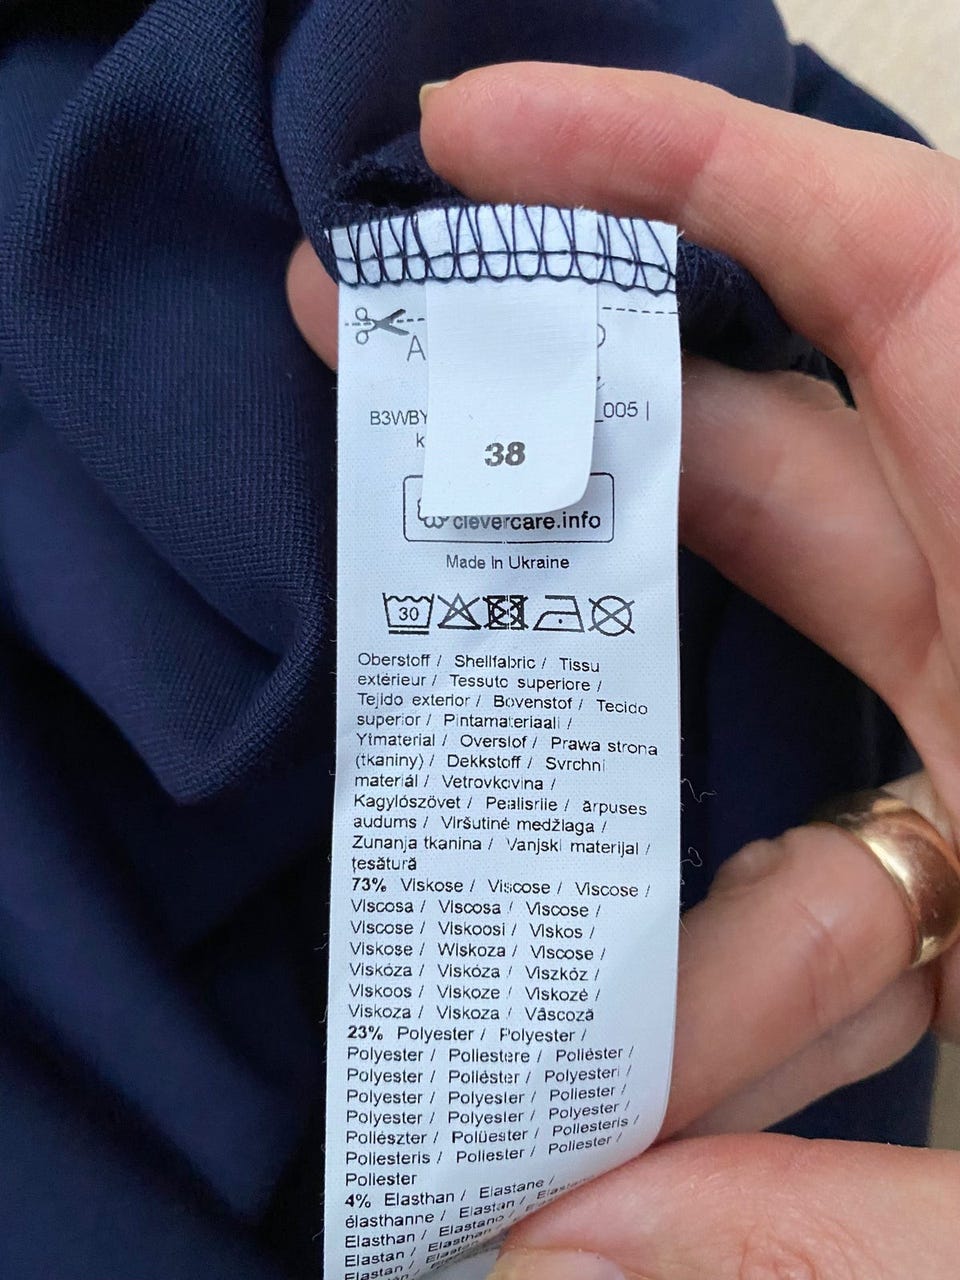 A
B3WBY _005 |
k
38
clevercare.info
Made In Ukraine
30
Oberstoff / Shellfabric / Tissu
extérieur / Tessuto superiore /
Tejido exterior / Bovenstof / Tecido
superior / Pintamateriaali /
Ytmaterial / Overstof / Prawa strona
(tkaniny) / Dekkstoff / Svrchní
materiál / Vetrovkovina /
Kagylószövet / Pealisriie / ārpuses
audums / Viršutinė medžiaga /
Zunanja tkanina / Vanjski materijal /
țesătură
73% Viskose / Viscose / Viscose /
Viscosa / Viscosa / Viscose /
Viscose / Viskoosi / Viskos /
Viskose / Wiskoza / Viscose /
Viskóza / Viskóza / Viszkóz /
Viskoos / Viskoze / Viskozė /
Viskoza / Viskoza / Vâscoză
23% Polyester / Polyester /
Polyester / Poliestere / Poliéster /
Polyester / Poliéster / Polyesteri /
Polyester / Polyester / Poliester /
Polyester / Polyester / Polyester /
Poliészter / Polüester / Poliesteris /
Poliesteris / Poliester / Poliester /
Poliester
4% Elasthan / Elastane /
élasthanne / Elastan /
Elasthan / Elastano /
Elastan / Elasthan
Elastan /